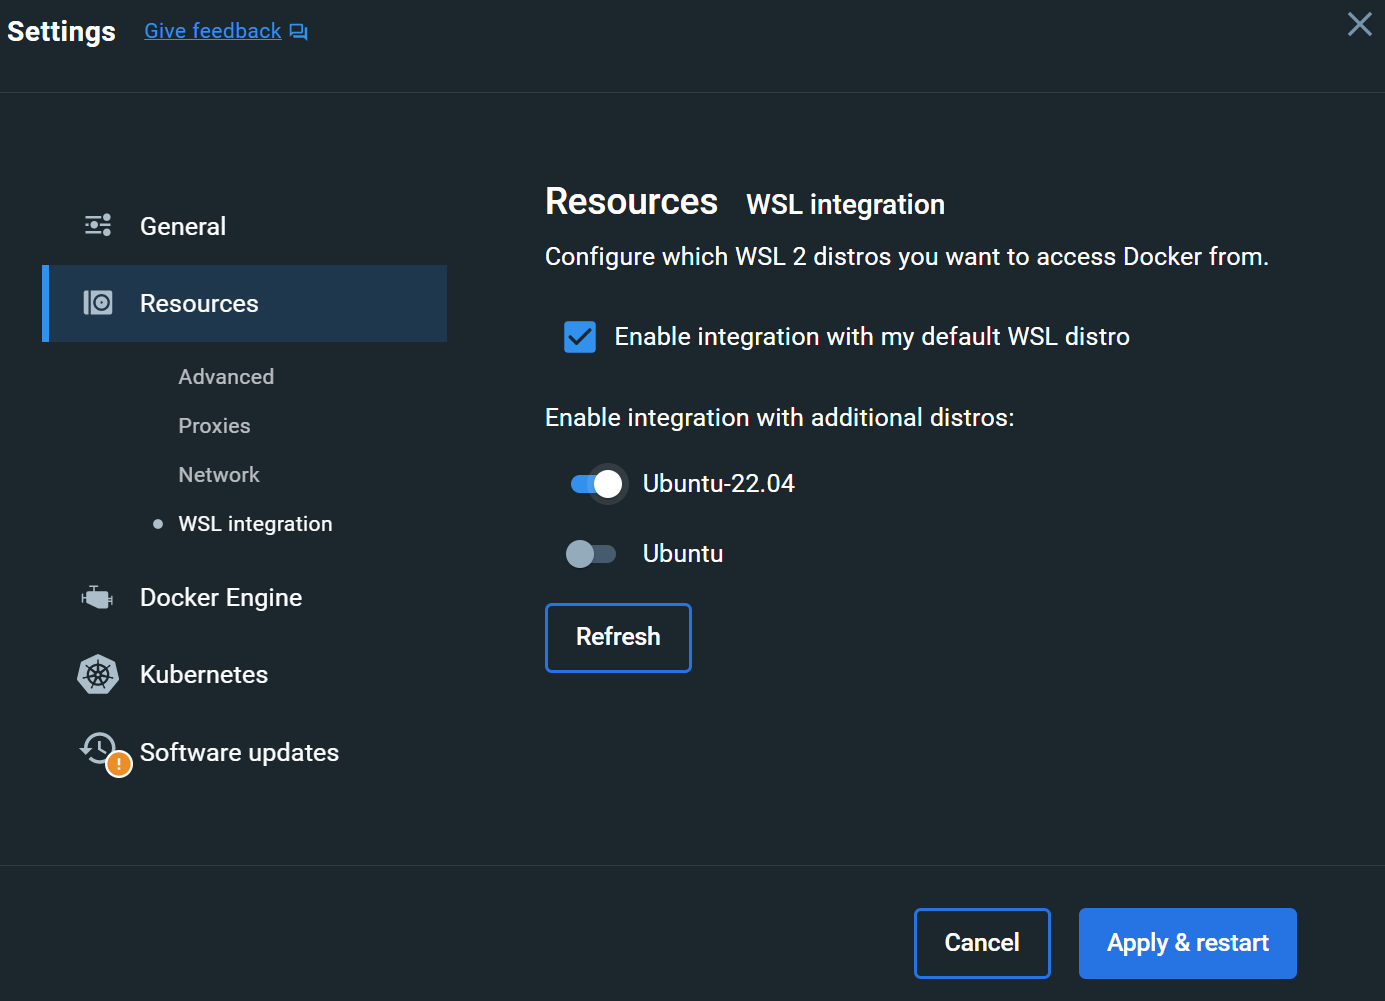 Settings Give feedback
General
Resources
Advanced
Proxies
Network
WSL integration
Docker Engine
Kubernetes
Software updates
Resources WSL integration
Configure which WSL 2 distros you want to access Docker from.
Enable integration with my default WSL distro
Enable integration with additional distros:
Ubuntu-22.04
Ubuntu
Refresh
Cancel
Apply & restart